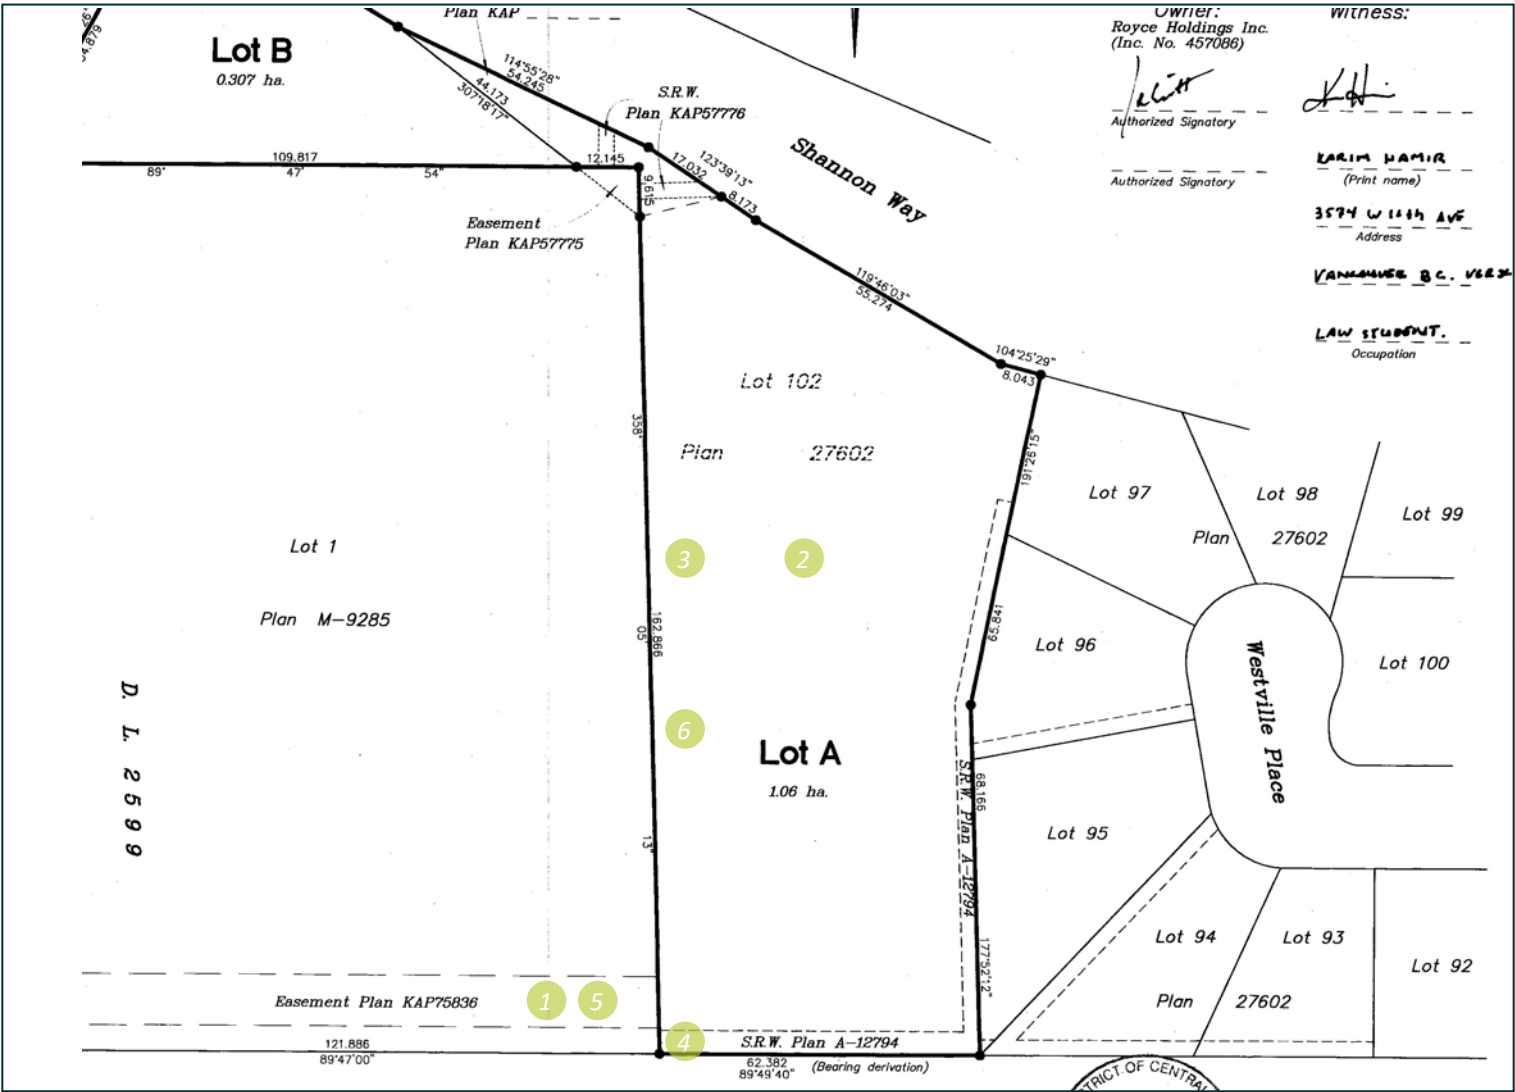 Plan KAP
Owner:
Royce Holdings Inc.
(Inc. No. 457086)
Witness:
Lot B
0.307 ha.
114°55'28"
54.245
44.173
307°18'17"
S.R.W.
Plan KAP57776
Authorized Signatory
KARIM HAMIR
(Print name)
Authorized Signatory
Shannon Way
109.817
89° 47' 54"
12.145
17.032
123°39'13"
8.173
9.615
Easement
Plan KAP57775
Address
LAW STUDENT.
Occupation
119°46'03"
55.274
104°25'29"
8.043
Lot 102
Plan 27602
358°
191°26'15"
Lot 97
Lot 98
Lot 99
Plan 27602
Lot 1
Plan M-9285
3
2
162.866
05'
65.841
Lot 96
Lot 100
Westville Place
D. L. 2599
6
Lot A
1.06 ha.
S.R.W. Plan A-12794
68.166
13"
Lot 95
177°52'12"
Lot 94
Lot 93
Lot 92
Plan 27602
Easement Plan KAP75836
1
5
4
S.R.W. Plan A-12794
121.886
89°47'00"
62.382
89°49'40"
(Bearing derivation)